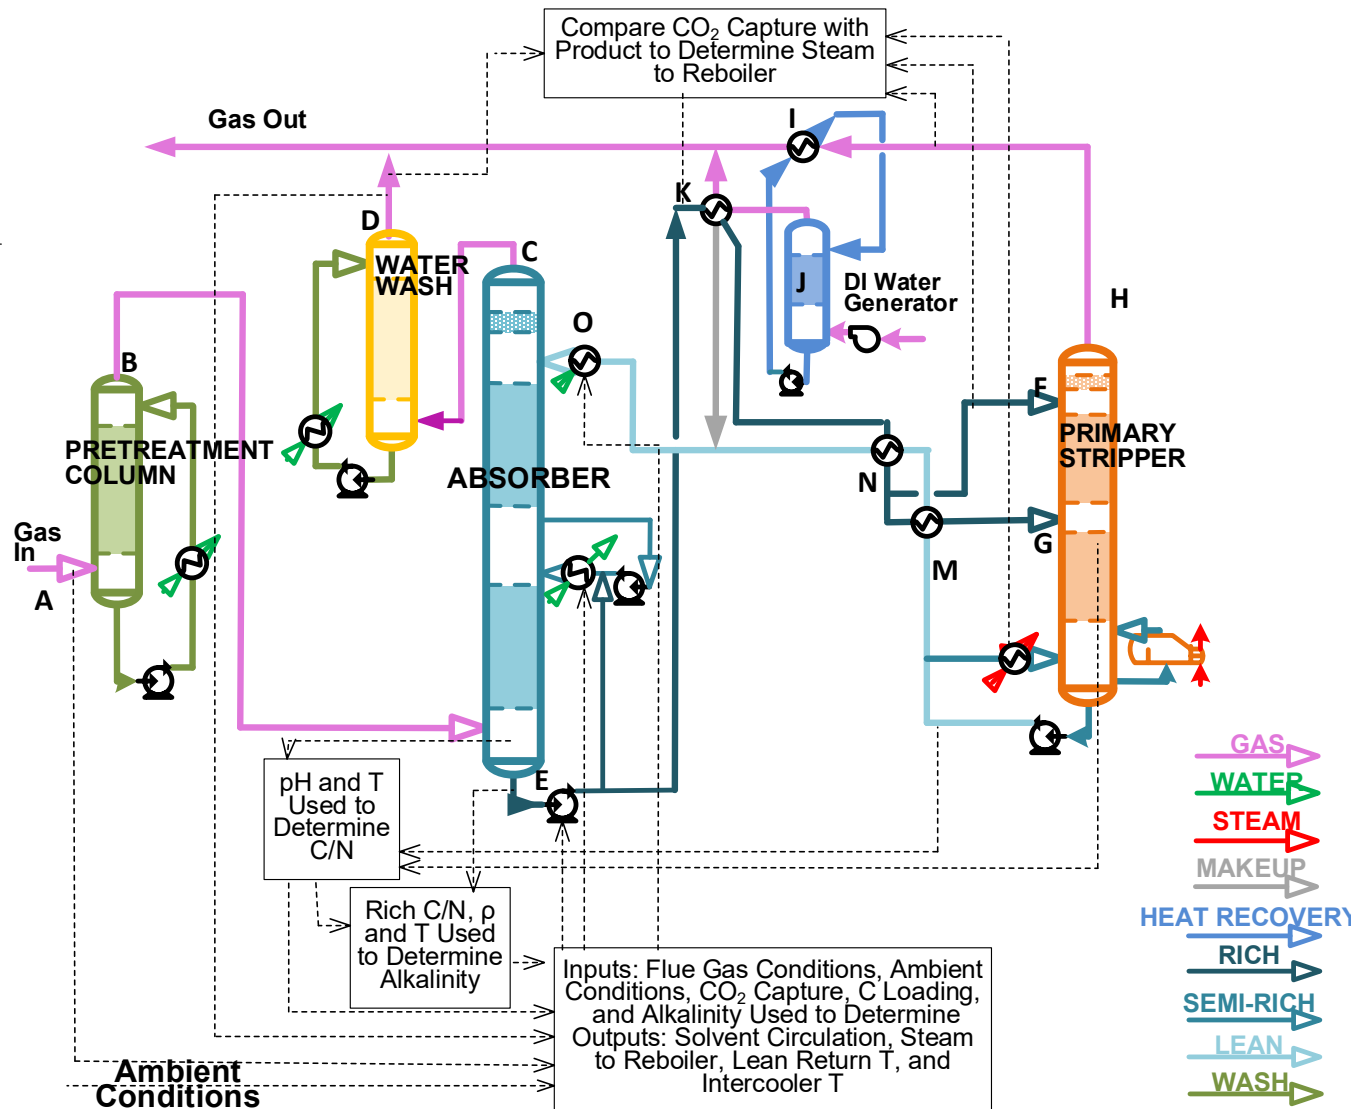 Compare CO₂ Capture with
Product to Determine Steam
to Reboiler
Gas Out
I
K
D
WATER
WASH
C
J
DI Water
Generator
H
O
B
F
PRETREATMENT
COLUMN
ABSORBER
PRIMARY
STRIPPER
N
Gas
In
A
G
M
E
pH and T
Used to
Determine
C/N
Rich C/N, ρ
and T Used
to Determine
Alkalinity
Inputs: Flue Gas Conditions, Ambient
Conditions, CO₂ Capture, C Loading,
and Alkalinity Used to Determine
Outputs: Solvent Circulation, Steam
to Reboiler, Lean Return T, and
Intercooler T
Ambient
Conditions
GAS
WATER
STEAM
MAKEUP
HEAT RECOVERY
RICH
SEMI-RICH
LEAN
WASH